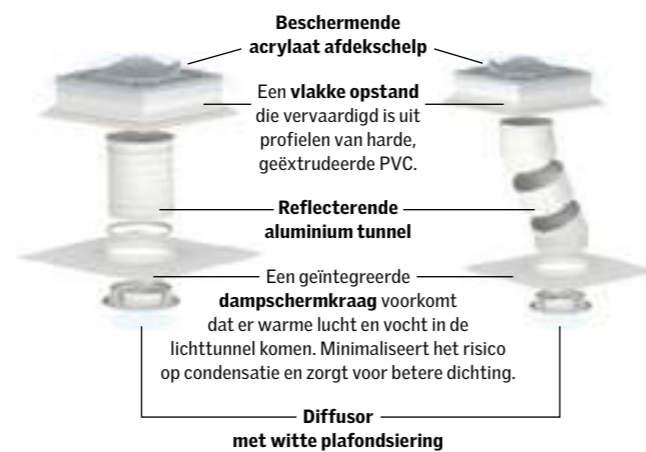 Beschermende
acrylaat afdekschelp
Een vlakke opstand
die vervaardigd is uit
profielen van harde,
geëxtrudeerde PVC.
Reflecterende
aluminium tunnel
Een geïntegreerde
dampschermkraag voorkomt
dat er warme lucht en vocht in de
lichttunnel komen. Minimaliseert het risico
op condensatie en zorgt voor betere dichting.
Diffusor
met witte plafondsiering